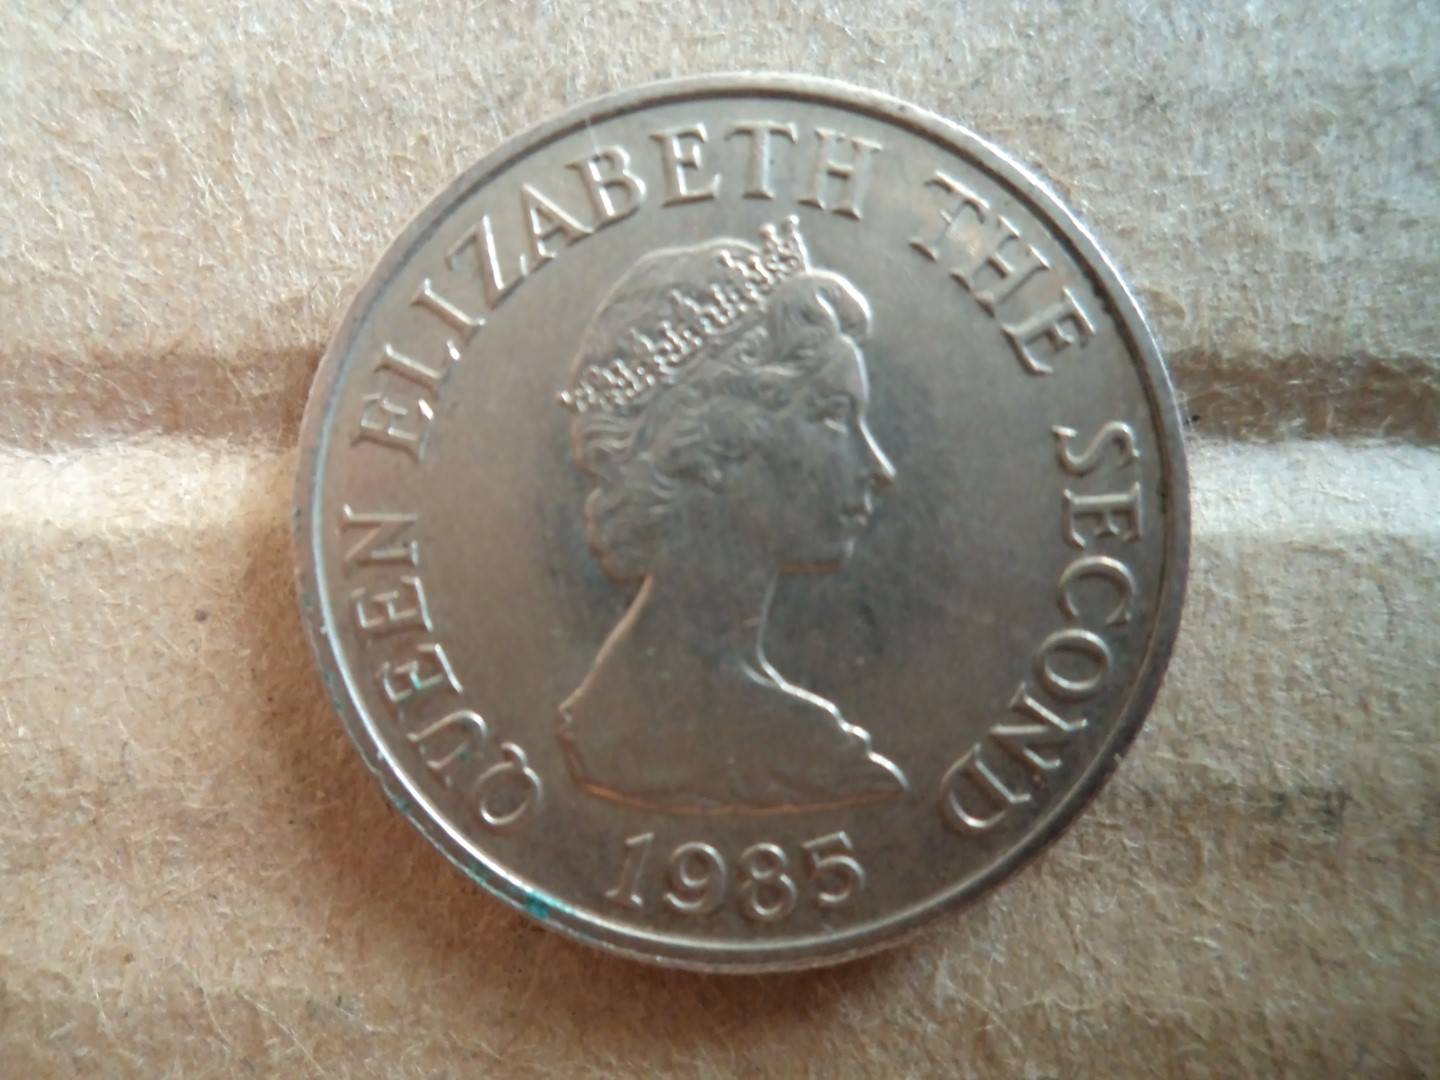 QUEEN ELIZABETH THE SECOND
1985